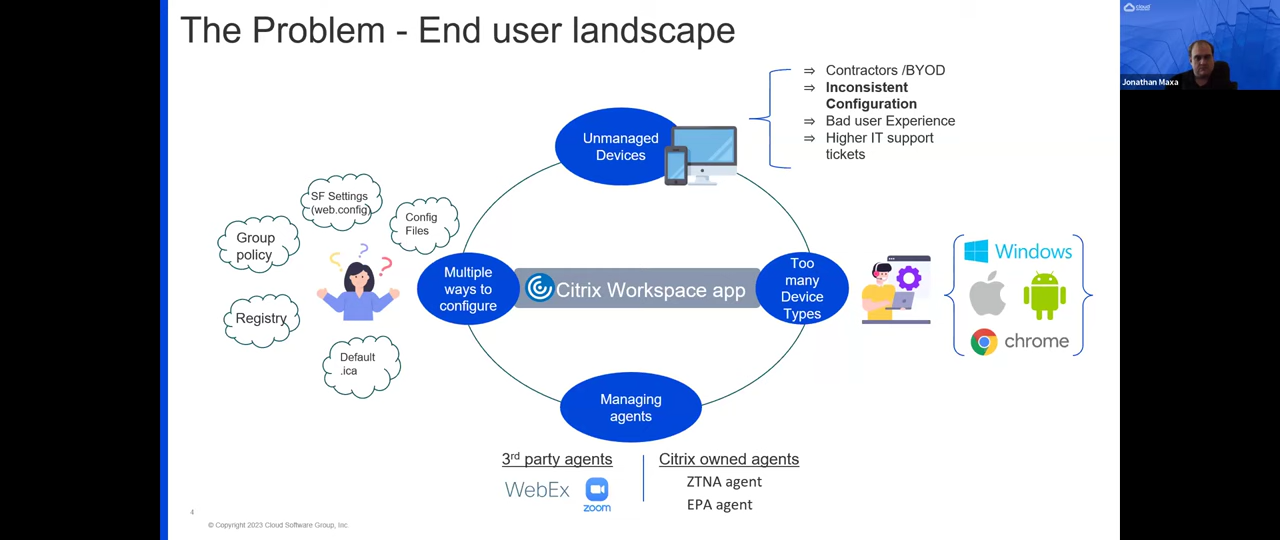 The Problem - End user landscape
cloud
Jonathan Maxa
⇒ Contractors /BYOD
⇒ Inconsistent
Configuration
⇒ Bad user Experience
⇒ Higher IT support
tickets
Unmanaged
Devices
SF Settings
(web.config)
Config
Files
Group
policy
Registry
Default
.ica
Multiple
ways to
configure
Citrix Workspace app
Too
many
Device
Types
Windows
chrome
Managing
agents
3rd party agents
WebEx
zoom
Citrix owned agents
ZTNA agent
EPA agent
4
© Copyright 2023 Cloud Software Group, Inc.